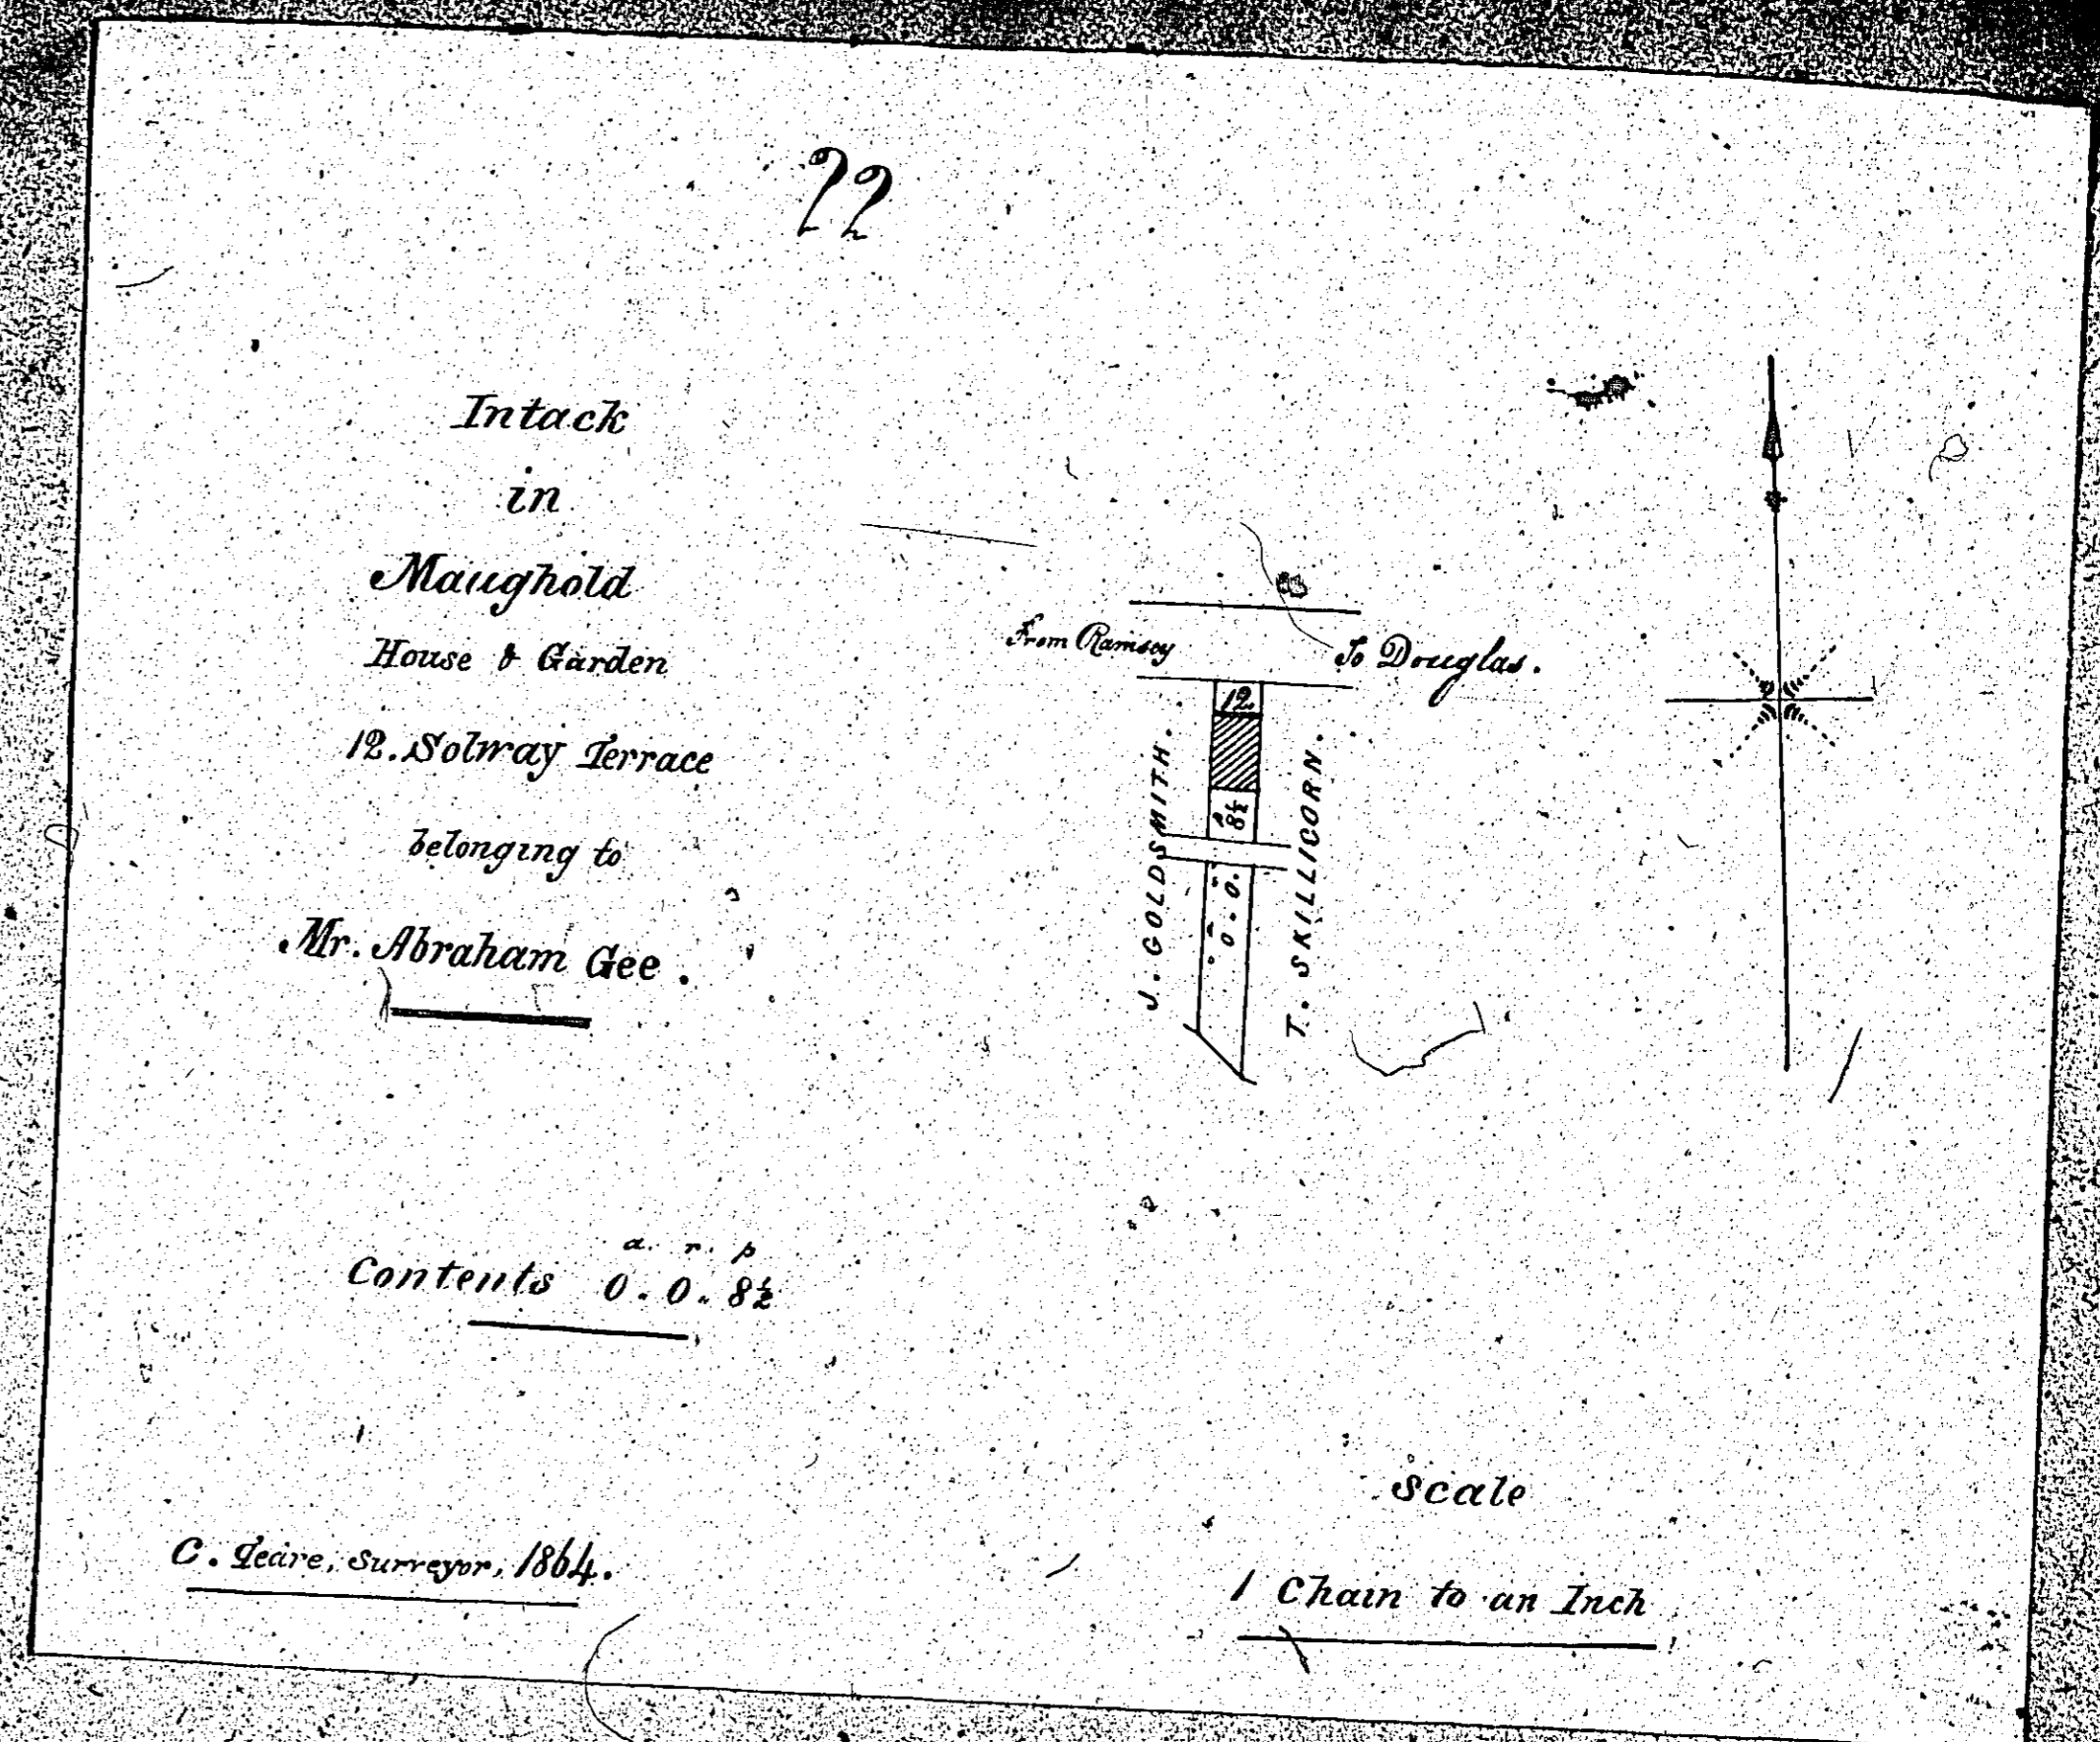 22
Intack
in
Maughold
House & Garden
12. Solway Terrace
belonging to
Mr. Abraham Gee.
From Ramsey
To Douglas.
12
J. GOLDSMITH.
T. SKILLICORN.
a. r. p
0. 0. 8½
a. r. p
Contents 0. 0. 8½
C. Teare, Surveyor, 1864.
Scale
1 Chain to an Inch